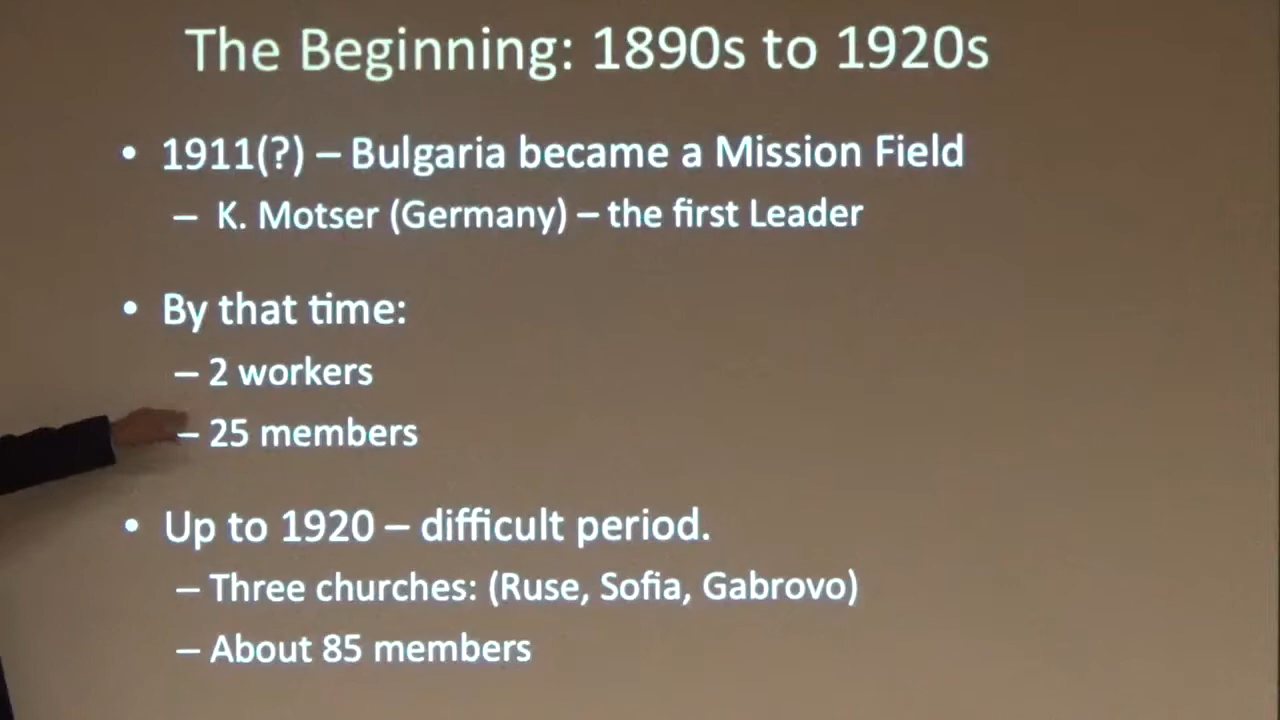 The Beginning: 1890s to 1920s
• 1911(?) – Bulgaria became a Mission Field
– K. Motser (Germany) – the first Leader
• By that time:
– 2 workers
– 25 members
• Up to 1920 – difficult period.
– Three churches: (Ruse, Sofia, Gabrovo)
– About 85 members